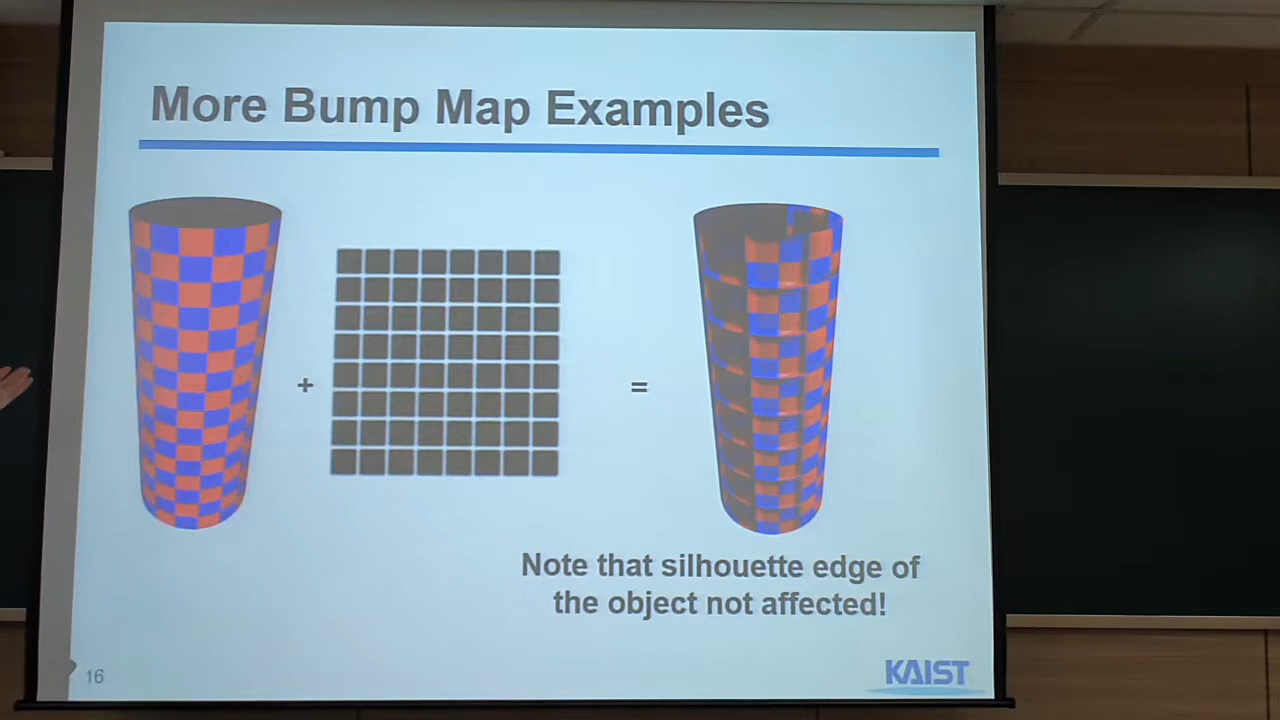 More Bump Map Examples
+
=
Note that silhouette edge of
the object not affected!
16
KAIST